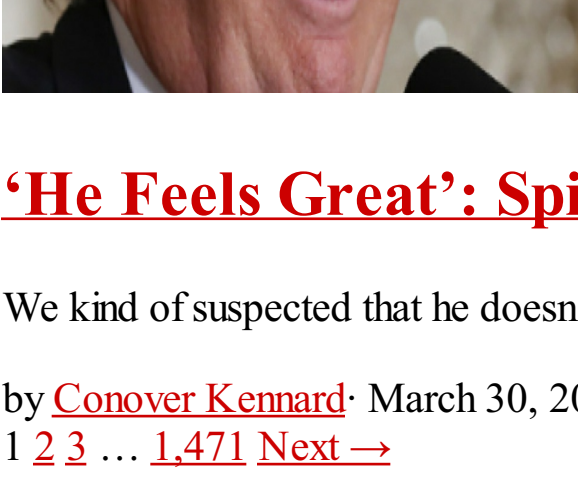 ‘He Feels Great’: Spi
We kind of suspected that he doesn
by Conover Kennard· March 30, 20
1 2 3 … 1,471 Next →